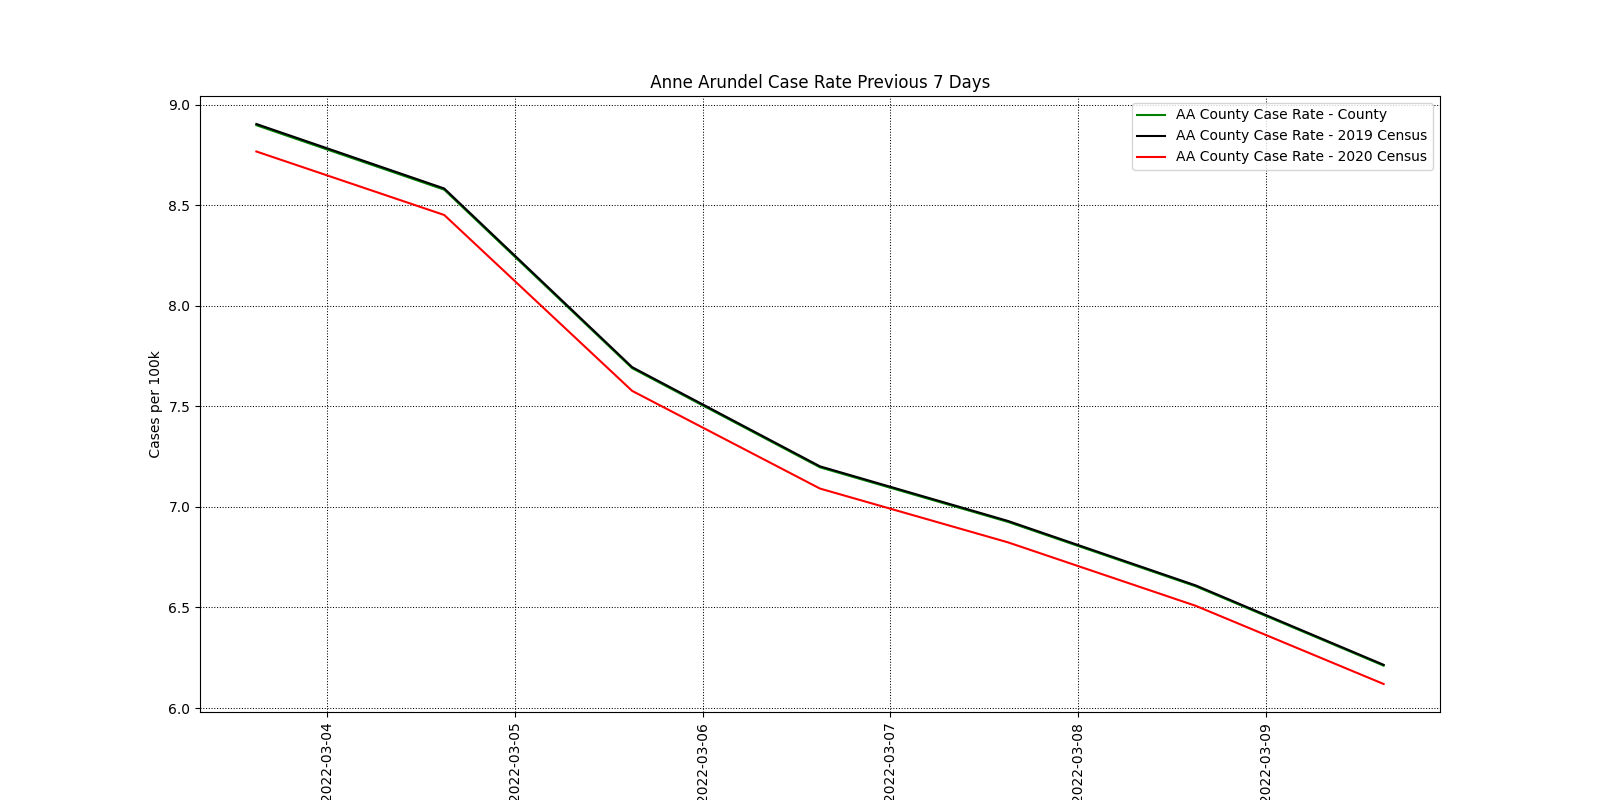 Anne Arundel Case Rate Previous 7 Days
AA County Case Rate - County
AA County Case Rate - 2019 Census
AA County Case Rate - 2020 Census
Cases per 100k
9.0
8.5
8.0
7.5
7.0
6.5
6.0
2022-03-04
2022-03-05
2022-03-06
2022-03-07
2022-03-08
2022-03-09